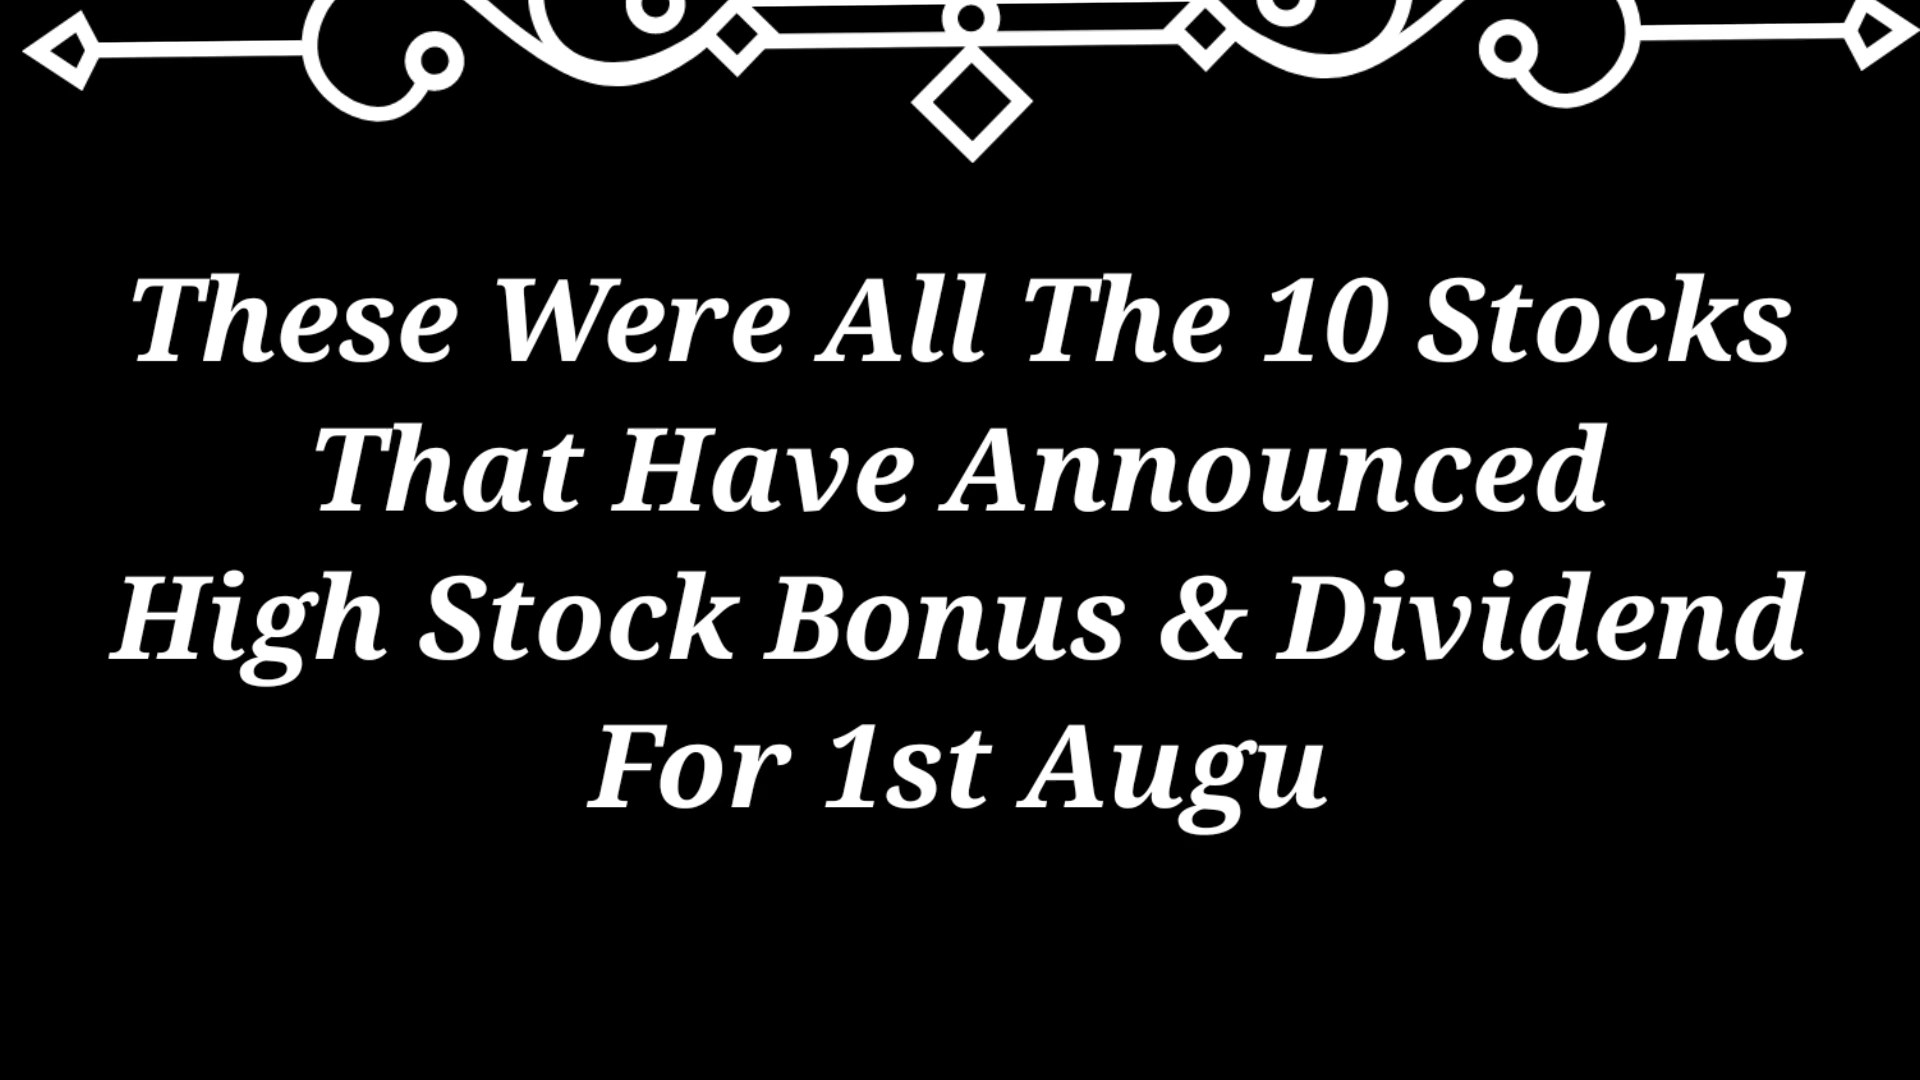 These Were All The 10 Stocks
That Have Announced
High Stock Bonus & Dividend
For 1st Augu